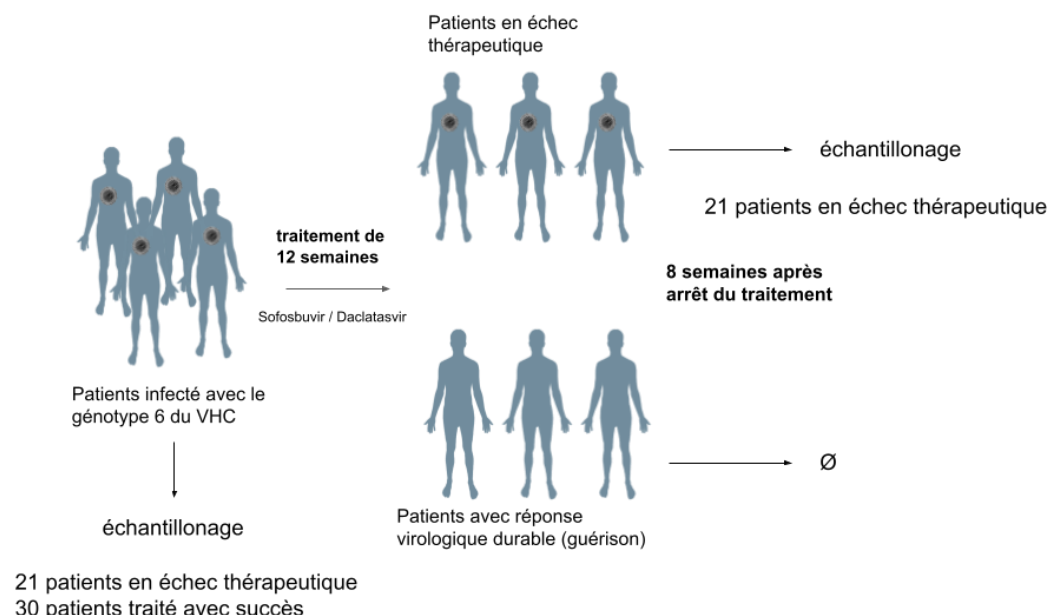 Patients en échec
thérapeutique
échantillonage
21 patients en échec thérapeutique
traitement de
12 semaines
Sofosbuvir / Daclatasvir
8 semaines après
arrêt du traitement
Patients infecté avec le
génotype 6 du VHC
Ø
échantillonage
Patients avec réponse
virologique durable (guérison)
21 patients en échec thérapeutique
30 patients traité avec succès